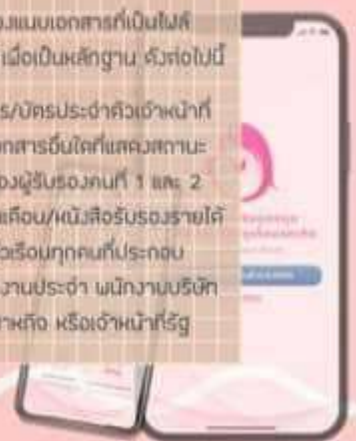 องแนบเอกสารที่เป็นไฟล์
เพื่อเป็นหลักฐาน ดังต่อไปนี้
ร/บัตรประจำตัวเจ้าหน้าที่
อกสารอื่นใดที่แสดงสถานะ
องผู้รับรองคนที่ 1 และ 2
นเดือน/หนังสือรับรองรายได้
ัวเรือนทุกคนที่ประกอบ
งานประจำ พนักงานบริษัท
าหกิจ หรือเจ้าหน้าที่รัฐ